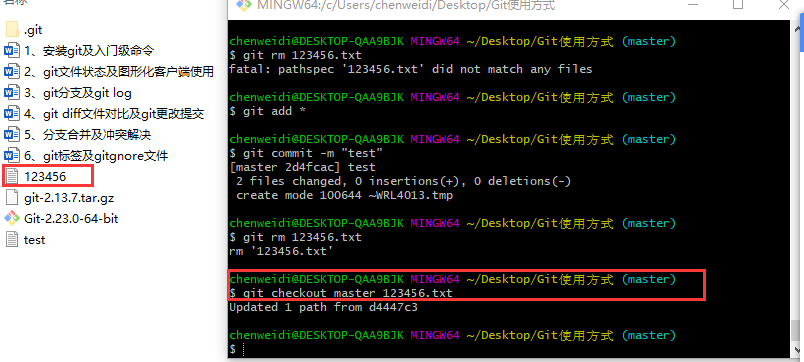 名称
.git
1、安装git及入门级命令
2、git文件状态及图形化客户端使用
3、git分支及git log
4、git diff文件对比及git更改提交
5、分支合并及冲突解决
6、git标签及gitgnore文件
123456
git-2.13.7.tar.gz
Git-2.23.0-64-bit
test
MINGW64:/c/Users/chenweidi/Desktop/Git使用方式
chenweidi@DESKTOP-QAA9BJK MINGW64 ~/Desktop/Git使用方式 (master)
$ git rm 123456.txt
fatal: pathspec '123456.txt' did not match any files
chenweidi@DESKTOP-QAA9BJK MINGW64 ~/Desktop/Git使用方式 (master)
$ git add *
chenweidi@DESKTOP-QAA9BJK MINGW64 ~/Desktop/Git使用方式 (master)
$ git commit -m "test"
[master 2d4fcac] test
2 files changed, 0 insertions(+), 0 deletions(-)
create mode 100644 ~WRL4013.tmp
chenweidi@DESKTOP-QAA9BJK MINGW64 ~/Desktop/Git使用方式 (master)
$ git rm 123456.txt
rm '123456.txt'
chenweidi@DESKTOP-QAA9BJK MINGW64 ~/Desktop/Git使用方式 (master)
$ git checkout master 123456.txt
Updated 1 path from d4447c3
chenweidi@DESKTOP-QAA9BJK MINGW64 ~/Desktop/Git使用方式 (master)
$